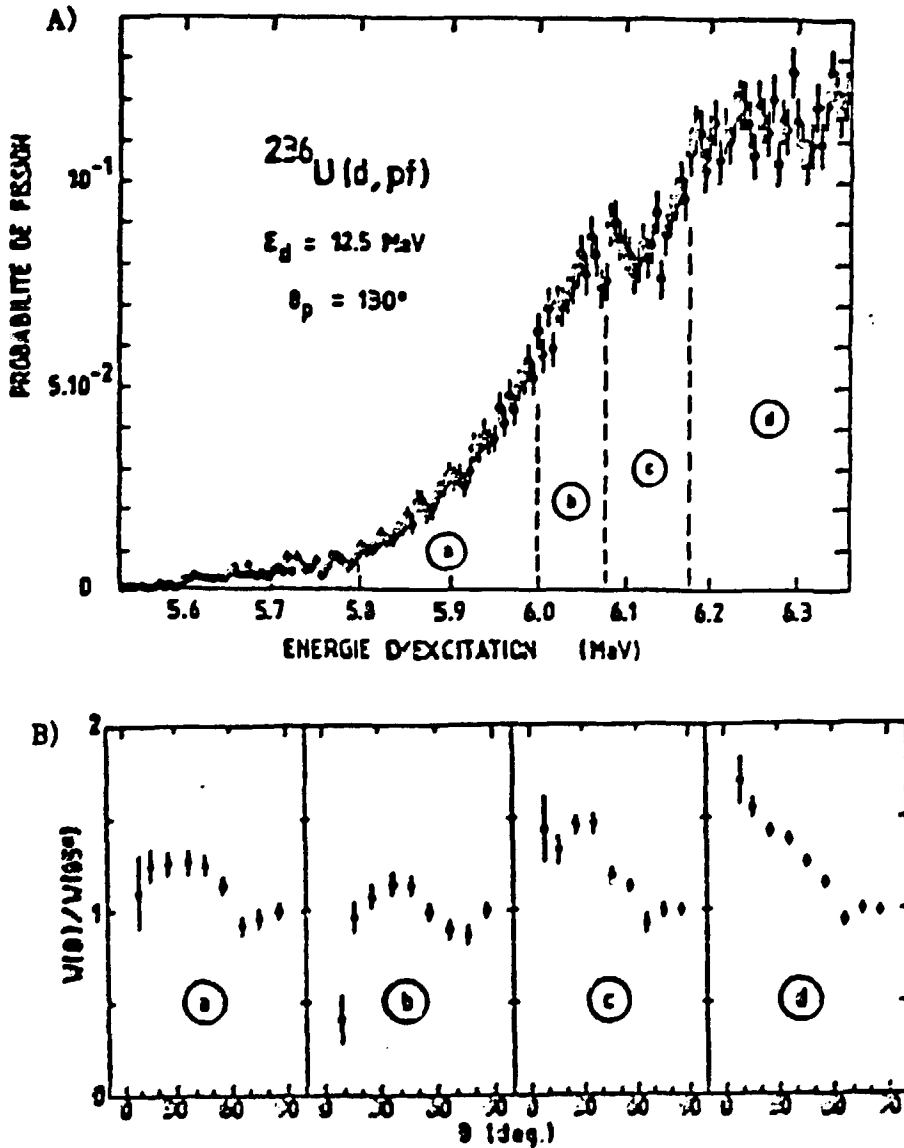 A)
PROBABILITE DE FISSION
10⁻¹
5.10⁻²
0
²³⁶U(d,pf)
Ed = 12.5 MeV
θp = 130°
a
b
c
d
5.6 5.7 5.8 5.9 6.0 6.1 6.2 6.3
ENERGIE D'EXCITATION (MeV)
B)
2
1
0
a
b
c
d
θ (deg.)